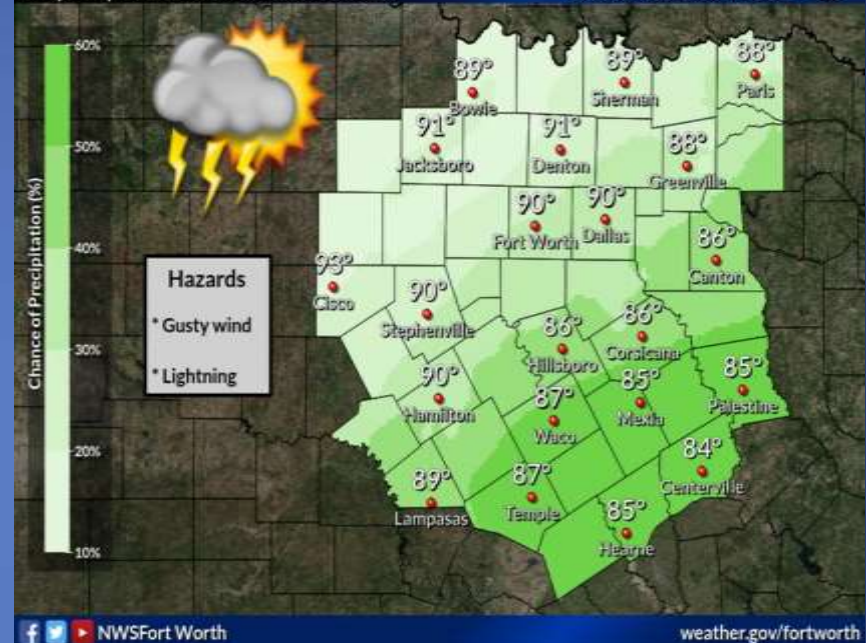 60%
50%
40%
30%
20%
10%
Chance of Precipitation (%)
Hazards
* Gusty wind
* Lightning
89°
Bowie
89°
Sherman
88°
Paris
91°
Jacksboro
91°
Denton
88°
Greenville
90°
Fort Worth
90°
Dallas
86°
Canton
93°
Cisco
90°
Stephenville
86°
Hillsboro
86°
Corsicana
90°
Hamilton
87°
Waco
85°
Mexia
85°
Palestine
89°
Lampasas
87°
Temple
84°
Centerville
85°
Hearne
NWSFort Worth
weather.gov/fortworth